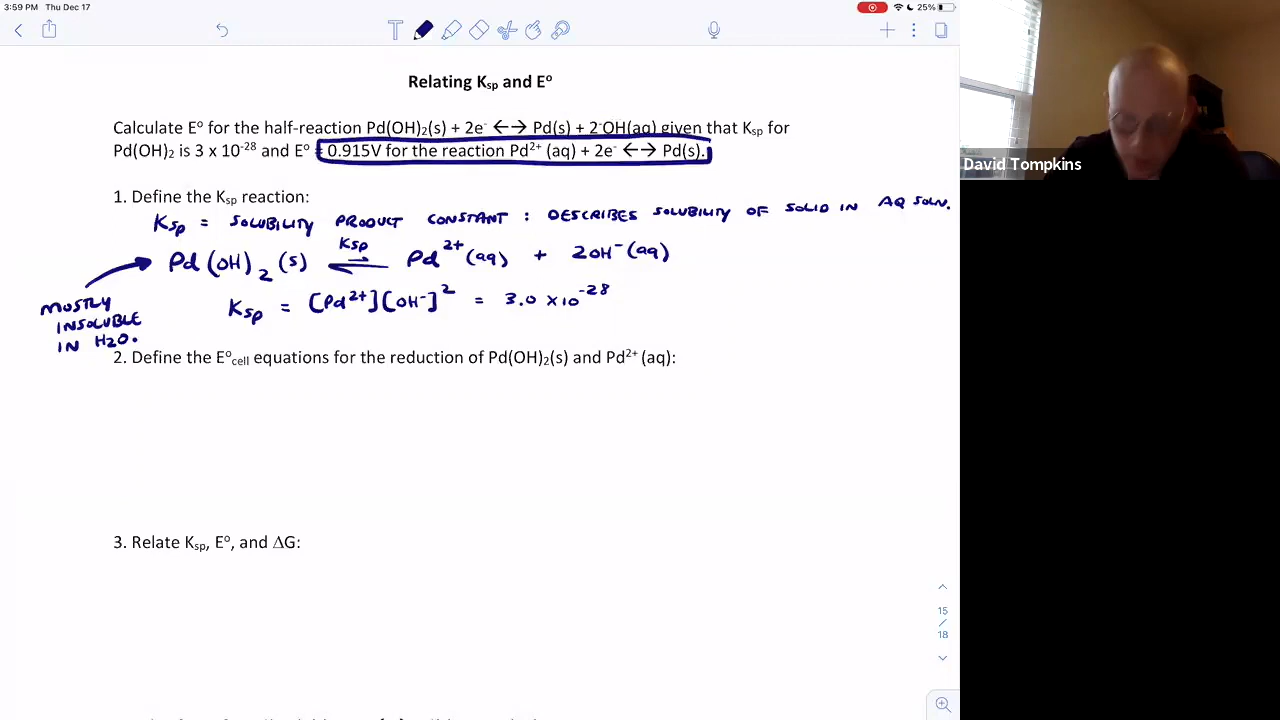 3:59 PM Thu Dec 17
25%
T
Relating Ksp and Eº
Calculate Eº for the half-reaction Pd(OH)2(s) + 2e- ←→ Pd(s) + 2-OH(aq) given that Ksp for
Pd(OH)2 is 3 x 10-28 and Eº = 0.915V for the reaction Pd2+ (aq) + 2e- ←→ Pd(s).
David Tompkins
1. Define the Ksp reaction:
Ksp = SOLUBILITY PRODUCT CONSTANT : DESCRIBES SOLUBILITY OF SOLID IN AQ SOLN.
Ksp
Pd(OH)2(s) ⇌ Pd2+(aq) + 2OH-(aq)
Ksp = [Pd2+][OH-]2 = 3.0 x 10-28
MOSTLY
INSOLUBLE
IN H2O.
2. Define the Eºcell equations for the reduction of Pd(OH)2(s) and Pd2+ (aq):
3. Relate Ksp, Eº, and ΔG:
15
/
18